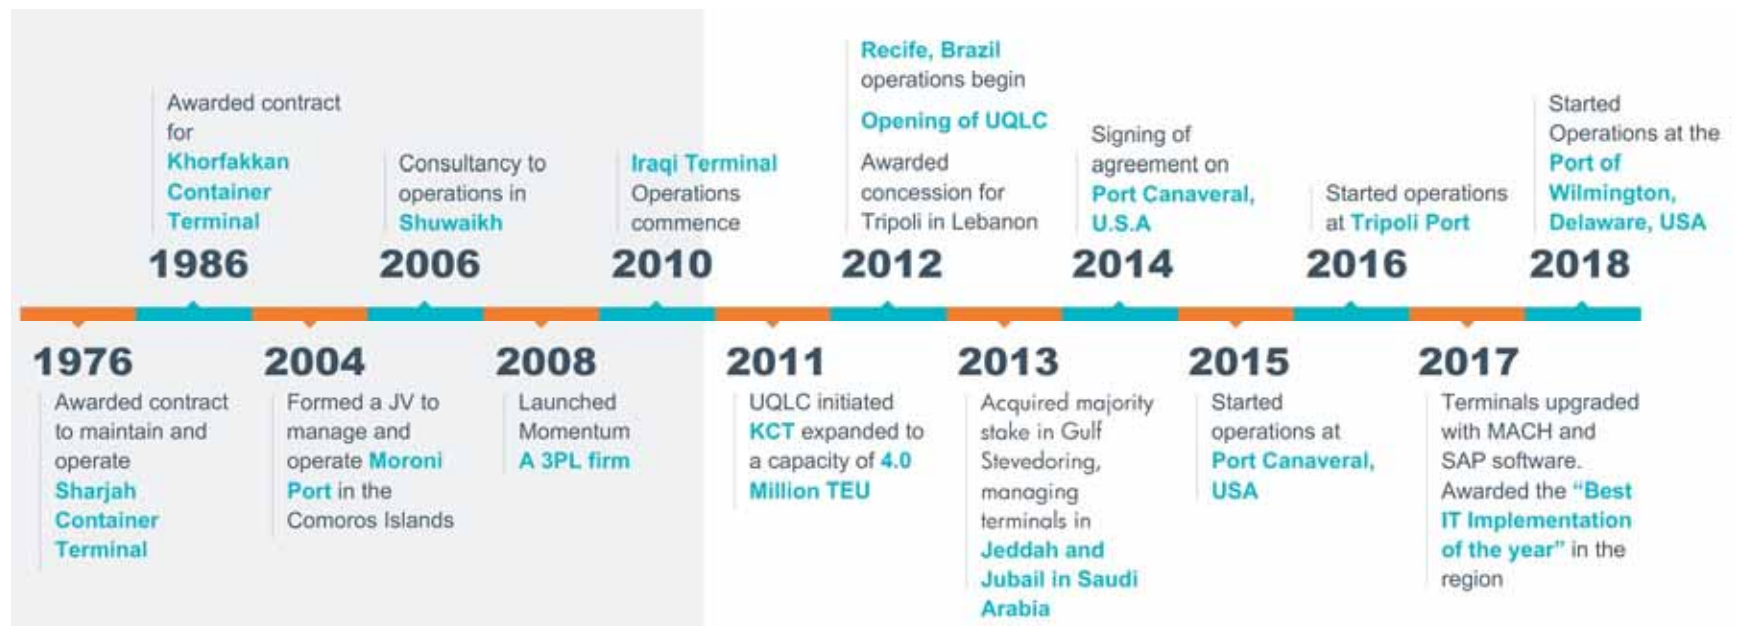 Awarded contract
for
Khorfakkan
Container
Terminal
1986
Consultancy to
operations in
Shuwaikh
2006
Iraqi Terminal
Operations
commence
2010
Recife, Brazil
operations begin
Opening of UQLC
Awarded
concession for
Tripoli in Lebanon
2012
Signing of
agreement on
Port Canaveral,
U.S.A
2014
Started operations
at Tripoli Port
2016
Started
Operations at the
Port of
Wilmington,
Delaware, USA
2018
1976
Awarded contract
to maintain and
operate
Sharjah
Container
Terminal
2004
Formed a JV to
manage and
operate Moroni
Port in the
Comoros Islands
2008
Launched
Momentum
A 3PL firm
2011
UQLC initiated
KCT expanded to
a capacity of 4.0
Million TEU
2013
Acquired majority
stake in Gulf
Stevedoring,
managing
terminals in
Jeddah and
Jubail in Saudi
Arabia
2015
Started
operations at
Port Canaveral,
USA
2017
Terminals upgraded
with MACH and
SAP software.
Awarded the “Best
IT Implementation
of the year” in the
region